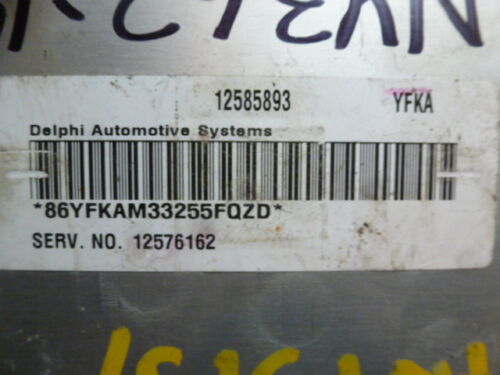 12585893 YFKA
Delphi Automotive Systems
*86YFKAM33255FQZD*
SERV. NO. 12576162